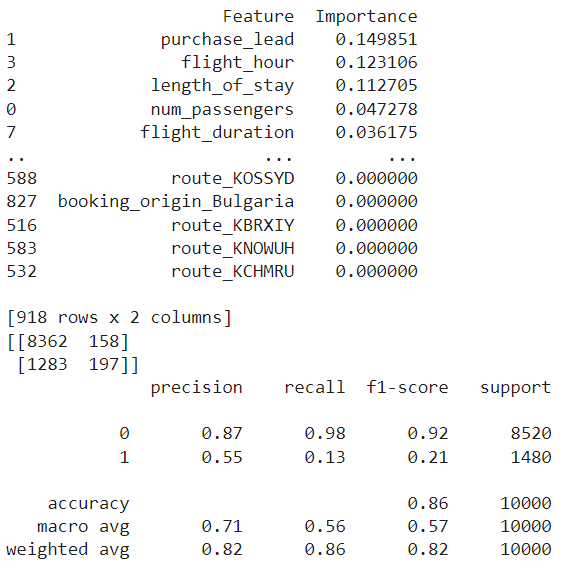 Feature Importance
1 purchase_lead 0.149851
3 flight_hour 0.123106
2 length_of_stay 0.112705
0 num_passengers 0.047278
7 flight_duration 0.036175
.. ... ...
588 route_KOSSYD 0.000000
827 booking_origin_Bulgaria 0.000000
516 route_KBRXIY 0.000000
583 route_KNOWUH 0.000000
532 route_KCHMRU 0.000000
[918 rows x 2 columns]
[[8362 158]
[1283 197]]
precision recall f1-score support
0 0.87 0.98 0.92 8520
1 0.55 0.13 0.21 1480
accuracy 0.86 10000
macro avg 0.71 0.56 0.57 10000
weighted avg 0.82 0.86 0.82 10000